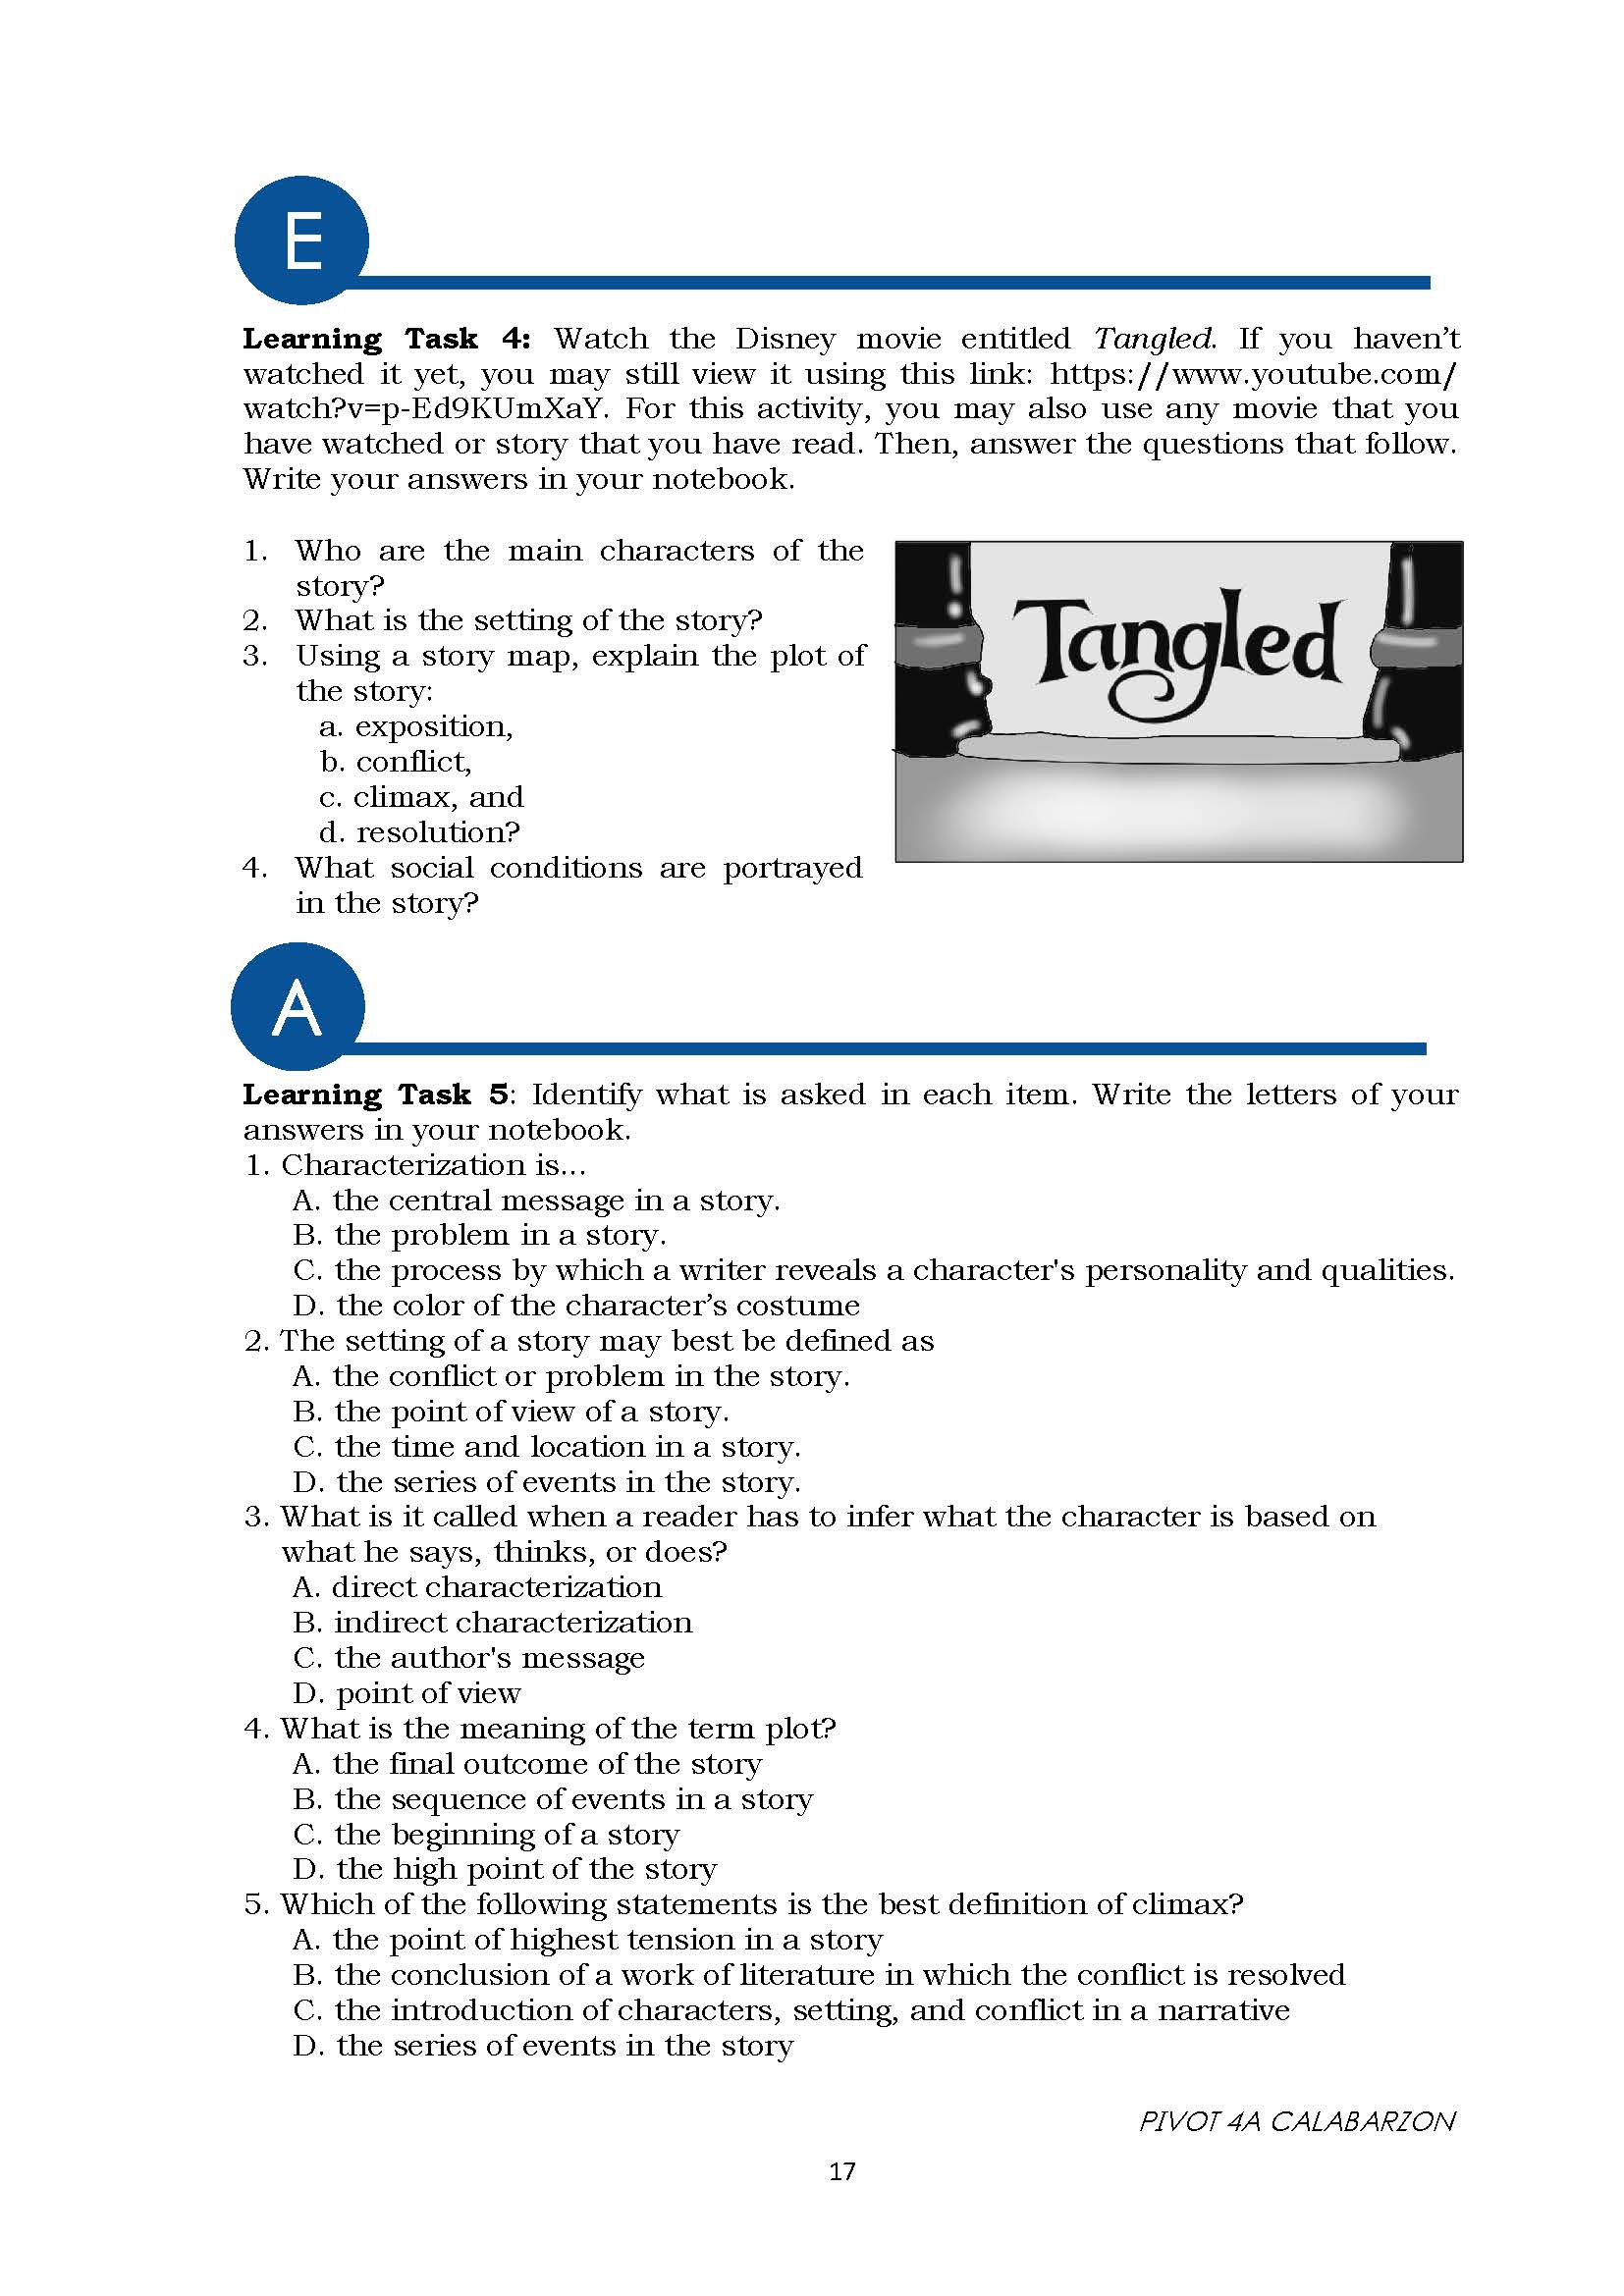 E
Learning Task 4: Watch the Disney movie entitled Tangled. If you haven’t
watched it yet, you may still view it using this link: https://www.youtube.com/
watch?v=p-Ed9KUmXaY. For this activity, you may also use any movie that you
have watched or story that you have read. Then, answer the questions that follow.
Write your answers in your notebook.
1. Who are the main characters of the
story?
2. What is the setting of the story?
3. Using a story map, explain the plot of
the story:
a. exposition,
b. conflict,
c. climax, and
d. resolution?
4. What social conditions are portrayed
in the story?
Tangled
A
Learning Task 5: Identify what is asked in each item. Write the letters of your
answers in your notebook.
1. Characterization is...
A. the central message in a story.
B. the problem in a story.
C. the process by which a writer reveals a character's personality and qualities.
D. the color of the character’s costume
2. The setting of a story may best be defined as
A. the conflict or problem in the story.
B. the point of view of a story.
C. the time and location in a story.
D. the series of events in the story.
3. What is it called when a reader has to infer what the character is based on
what he says, thinks, or does?
A. direct characterization
B. indirect characterization
C. the author's message
D. point of view
4. What is the meaning of the term plot?
A. the final outcome of the story
B. the sequence of events in a story
C. the beginning of a story
D. the high point of the story
5. Which of the following statements is the best definition of climax?
A. the point of highest tension in a story
B. the conclusion of a work of literature in which the conflict is resolved
C. the introduction of characters, setting, and conflict in a narrative
D. the series of events in the story
PIVOT 4A CALABARZON
17